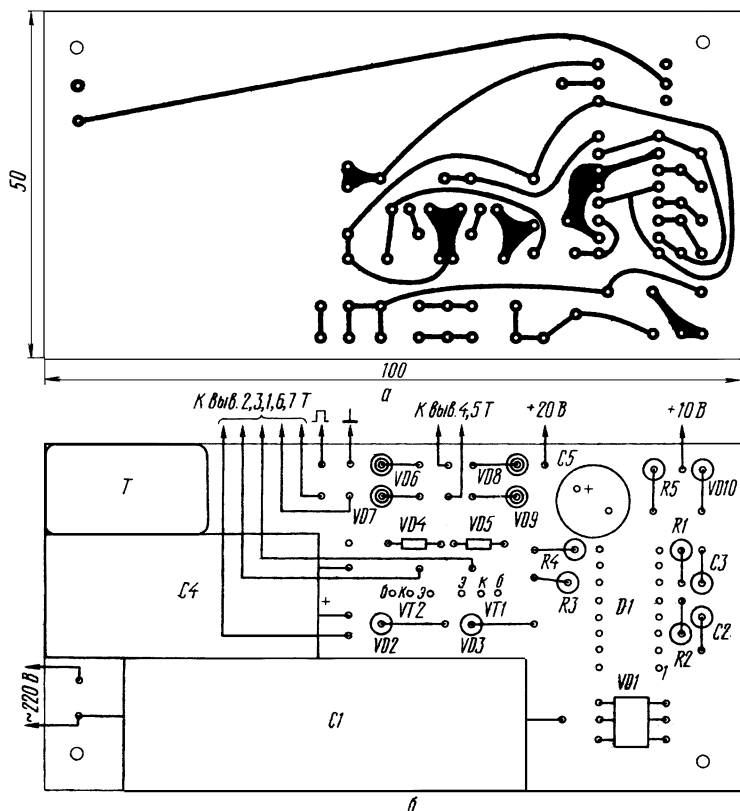 50
100
а
К выв. 2,3,1,6,7 Т
К выв. 4,5 Т
+20 В
+10 В
Т
VD6
VD8
C5
R5
VD10
VD7
VD9
+
VD4
VD5
R4
R1
C3
C4
+
б к э
э к б
R3
D1
VT2
VT1
C2
VD2
VD3
R2
1
~220 В
C1
VD1
б